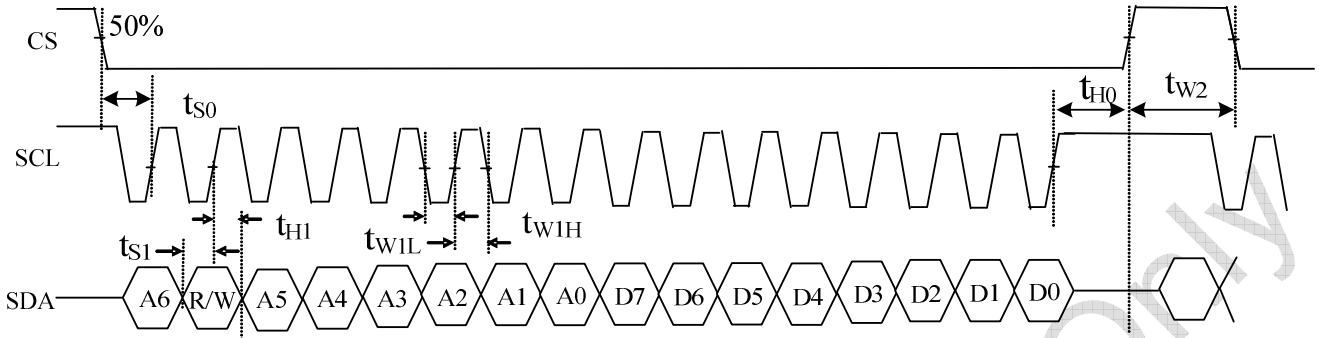 CS 50%
tS0 tH0 tW2
SCL
tS1 tH1 tW1L tW1H
SDA A6 R/W A5 A4 A3 A2 A1 A0 D7 D6 D5 D4 D3 D2 D1 D0
Only